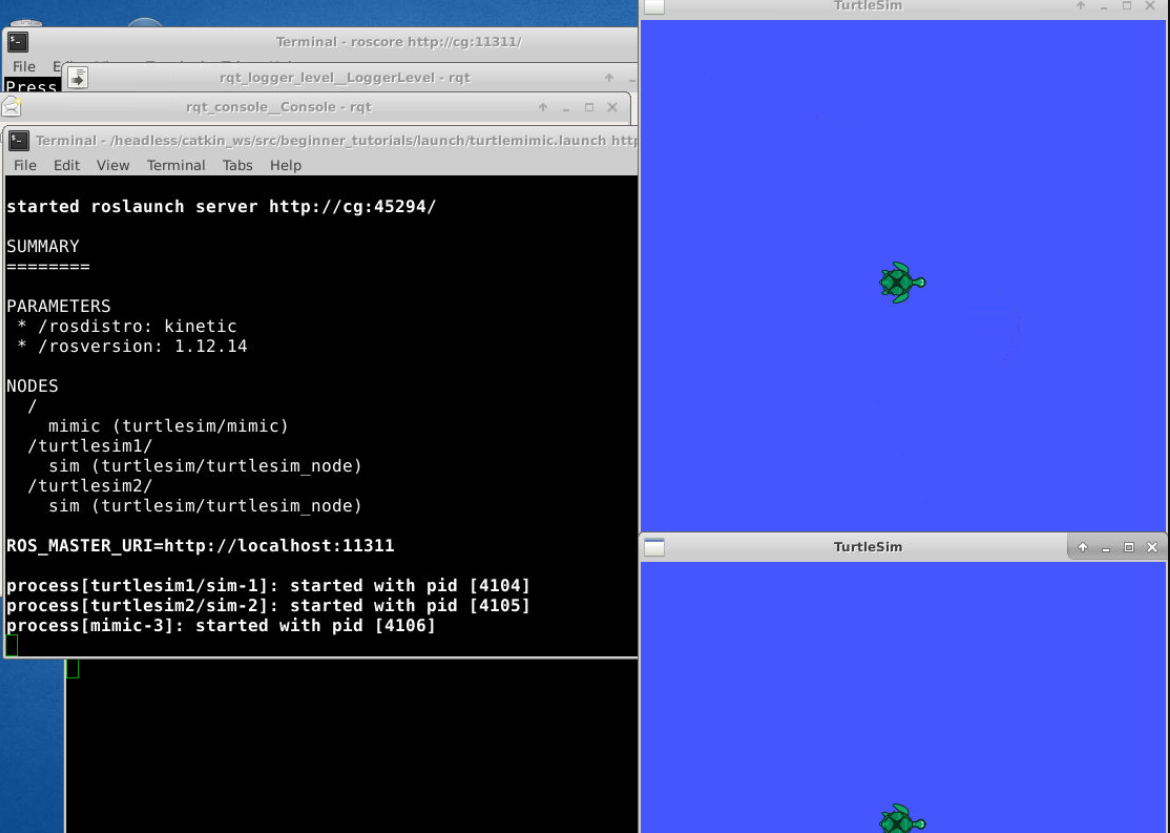 Terminal - roscore http://cg:11311/
File
Press
rqt_logger_level__LoggerLevel - rqt
rqt_console__Console - rqt
Terminal - /headless/catkin_ws/src/beginner_tutorials/launch/turtlemimic.launch http
File Edit View Terminal Tabs Help
started roslaunch server http://cg:45294/
SUMMARY
========
PARAMETERS
* /rosdistro: kinetic
* /rosversion: 1.12.14
NODES
/
mimic (turtlesim/mimic)
/turtlesim1/
sim (turtlesim/turtlesim_node)
/turtlesim2/
sim (turtlesim/turtlesim_node)
ROS_MASTER_URI=http://localhost:11311
process[turtlesim1/sim-1]: started with pid [4104]
process[turtlesim2/sim-2]: started with pid [4105]
process[mimic-3]: started with pid [4106]
TurtleSim
TurtleSim